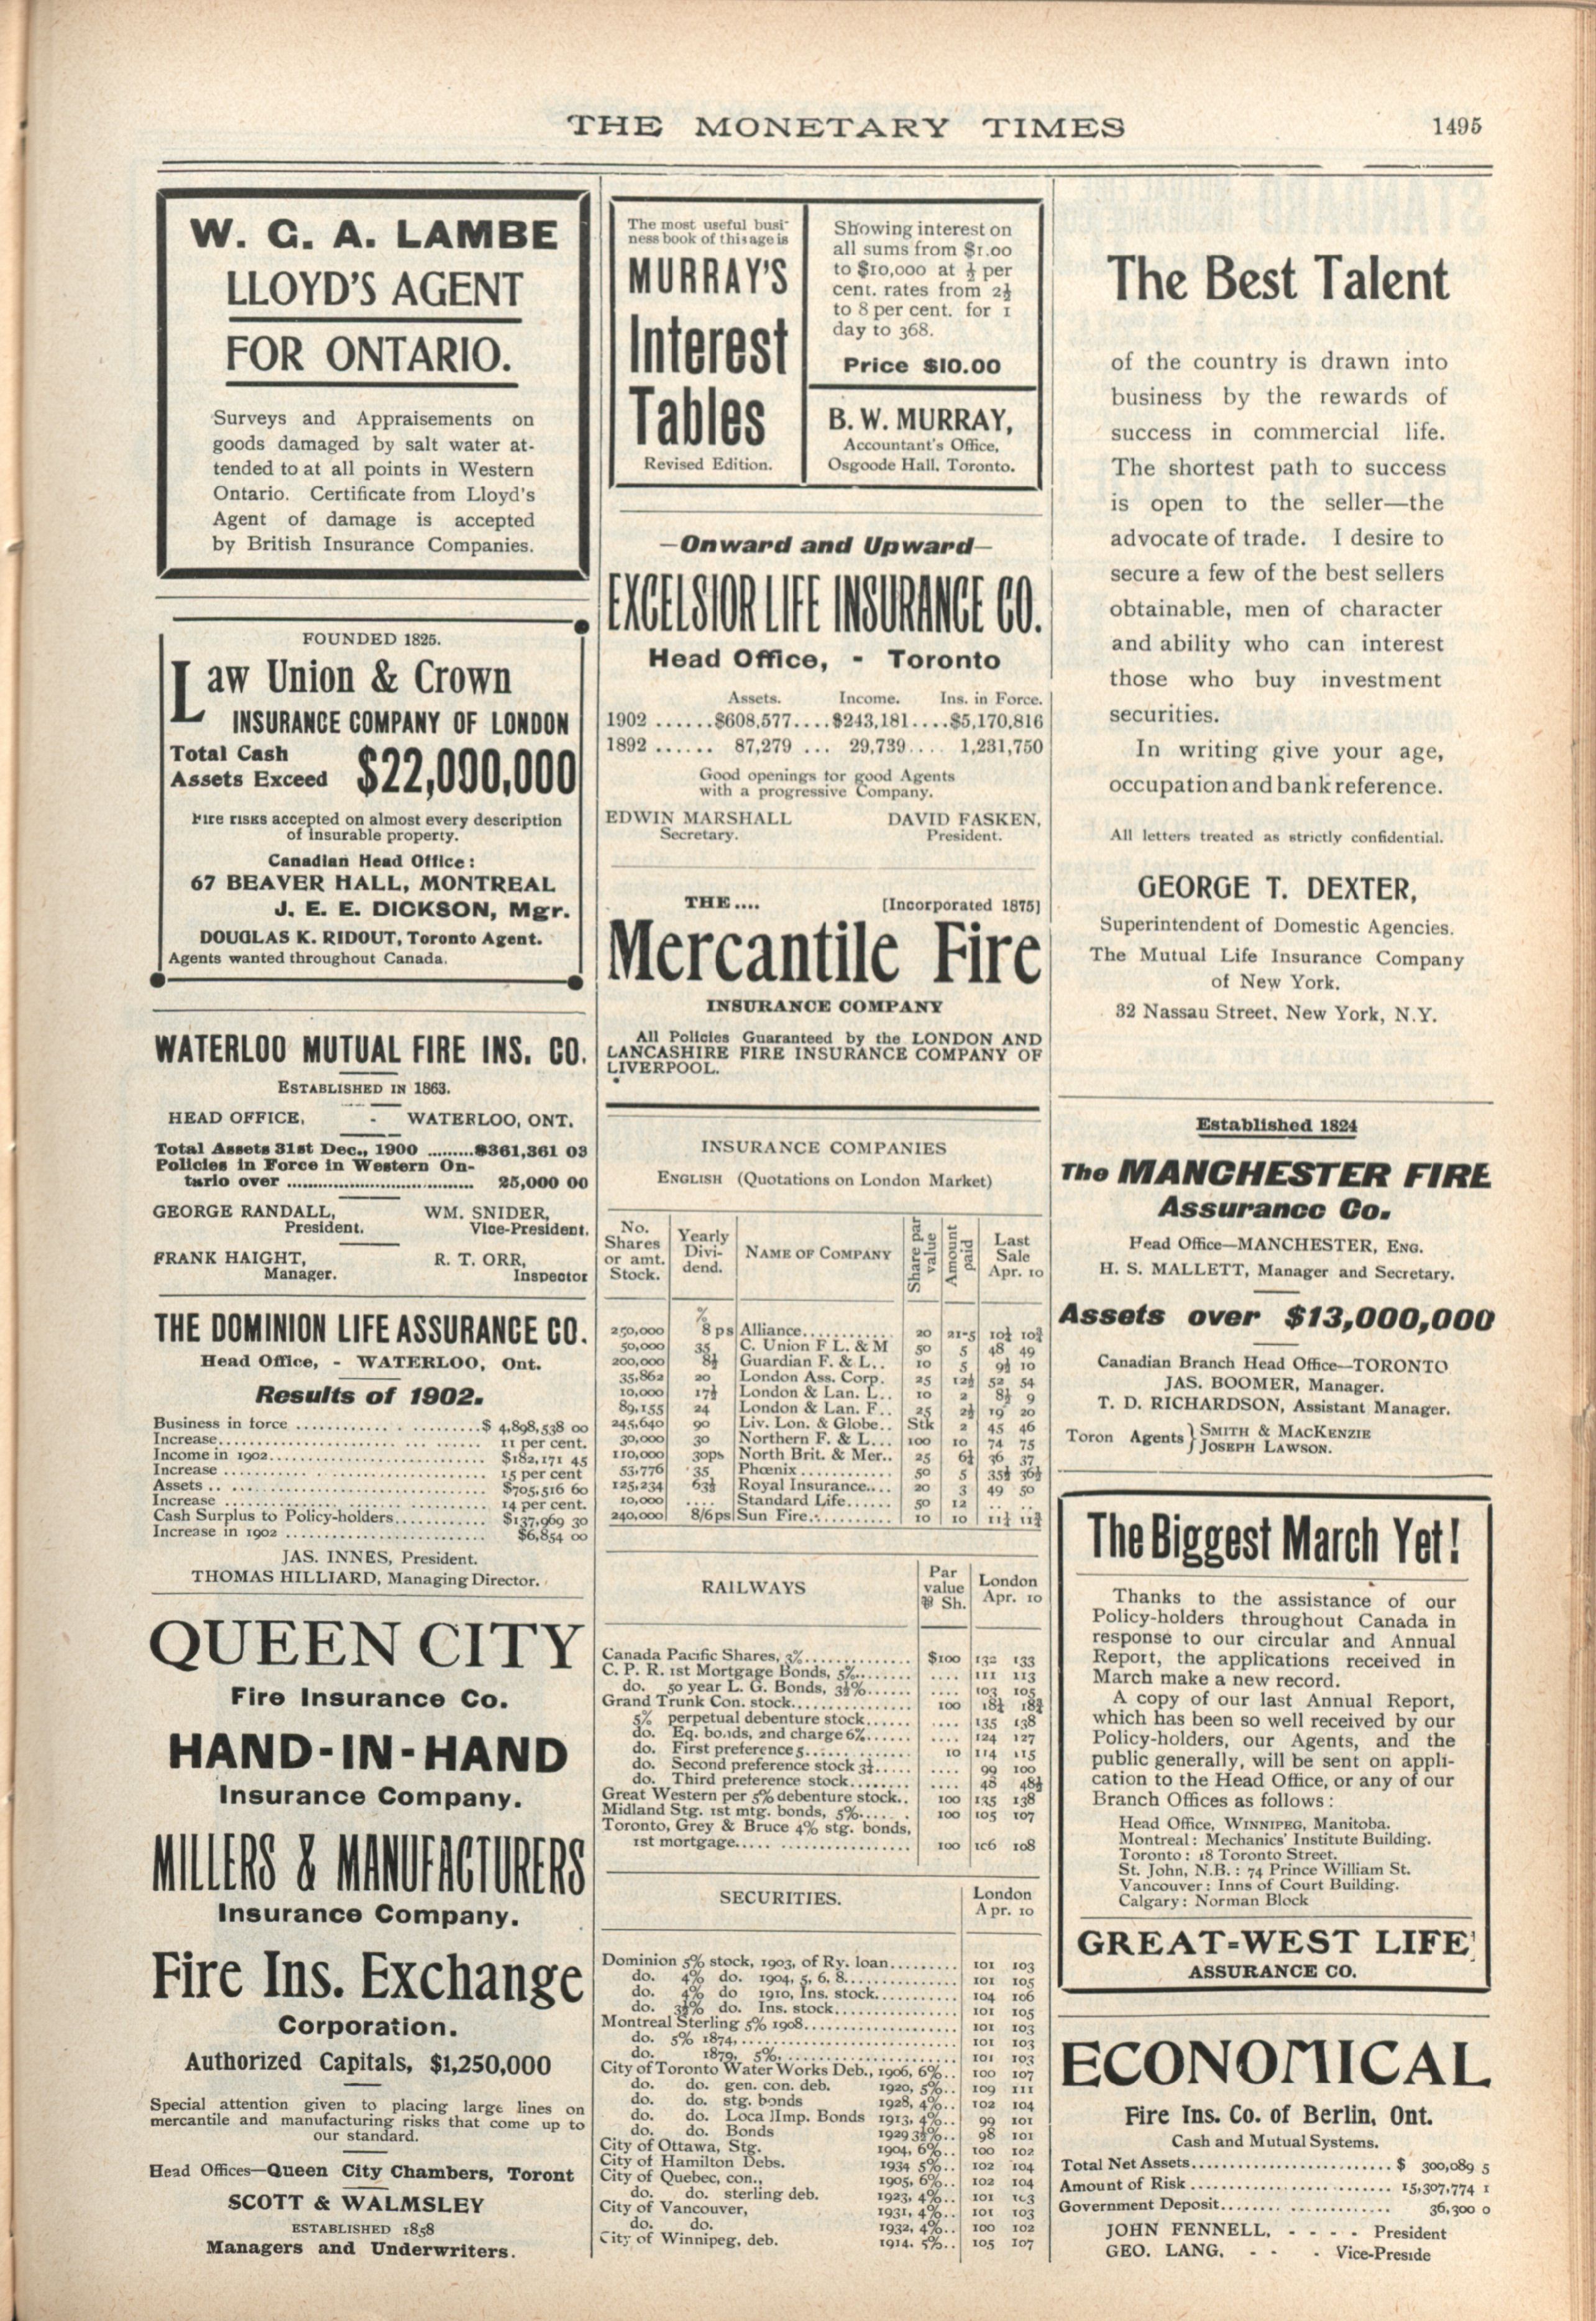 THE MONETARY TIMES
1495
W. G. A. LAMBE
LLOYD'S AGENT
FOR ONTARIO.
Surveys and Appraisements on
goods damaged by salt water at-
tended to at all points in Western
Ontario. Certificate from Lloyd's
Agent of damage is accepted
by British Insurance Companies.
FOUNDED 1825.
Law Union & Crown
INSURANCE COMPANY OF LONDON
Total Cash
Assets Exceed $22,000,000
Fire risks accepted on almost every description
of insurable property.
Canadian Head Office:
67 BEAVER HALL, MONTREAL
J. E. E. DICKSON, Mgr.
DOUGLAS K. RIDOUT, Toronto Agent.
Agents wanted throughout Canada.
WATERLOO MUTUAL FIRE INS. CO.
ESTABLISHED IN 1863.
HEAD OFFICE, - WATERLOO, ONT.
Total Assets 31st Dec., 1900 .........$361,361 03
Policies in Force in Western On-
tario over .................................. 25,000 00
GEORGE RANDALL, WM. SNIDER,
President. Vice-President.
FRANK HAIGHT, R. T. ORR,
Manager. Inspector
THE DOMINION LIFE ASSURANCE CO.
Head Office, - WATERLOO, Ont.
Results of 1902.
Business in force ..........................$ 4,898,538 00
Increase.......................................... 11 per cent.
Income in 1902................................. $182,171 45
Increase ........................................ 15 per cent
Assets .. ........................................ $705,516 60
Increase ........................................ 14 per cent.
Cash Surplus to Policy-holders............ $137,969 30
Increase in 1902 .............................. $6,854 00
JAS. INNES, President.
THOMAS HILLIARD, Managing Director.
QUEEN CITY
Fire Insurance Co.
HAND-IN-HAND
Insurance Company.
MILLERS & MANUFACTURERS
Insurance Company.
Fire Ins. Exchange
Corporation.
Authorized Capitals, $1,250,000
Special attention given to placing large lines on
mercantile and manufacturing risks that come up to
our standard.
Head Offices—Queen City Chambers, Toront
SCOTT & WALMSLEY
ESTABLISHED 1858
Managers and Underwriters.
The most useful busi-
ness book of this age is
MURRAY'S
Interest
Tables
Revised Edition.
Showing interest on
all sums from $1.00
to $10,000 at ½ per
cent. rates from 2½
to 8 per cent. for 1
day to 368.
Price $10.00
B. W. MURRAY,
Accountant's Office,
Osgoode Hall, Toronto.
—Onward and Upward—
EXCELSIOR LIFE INSURANCE CO.
Head Office, - Toronto
Assets. Income. Ins. in Force.
1902 ......$608,577....$243,181....$5,170,816
1892 ...... 87,279 ... 29,739.... 1,231,750
Good openings for good Agents
with a progressive Company.
EDWIN MARSHALL DAVID FASKEN,
Secretary. President.
THE.... [Incorporated 1875]
Mercantile Fire
INSURANCE COMPANY
All Policies Guaranteed by the LONDON AND
LANCASHIRE FIRE INSURANCE COMPANY OF
LIVERPOOL.
INSURANCE COMPANIES
ENGLISH (Quotations on London Market)
No.
Shares
or amt.
Stock.
Yearly
Divi-
dend.
NAME OF COMPANY
Share par
value
Amount
paid
Last
Sale
Apr. 10
%
250,000 8 ps Alliance............ 20 21-5 10¼ 10¾
50,000 35 C. Union F L. & M 50 5 48 49
200,000 8½ Guardian F. & L.. 10 5 9½ 10
35,862 20 London Ass. Corp. 25 12½ 52 54
10,000 17½ London & Lan. L.. 10 2 8½ 9
89,155 24 London & Lan. F.. 25 2½ 19 20
245,640 90 Liv. Lon. & Globe.. Stk 2 45 46
30,000 30 Northern F. & L... 100 10 74 75
110,000 30ps North Brit. & Mer.. 25 6¼ 36 37
53,776 35 Phœnix............ 50 5 35½ 36½
125,234 63½ Royal Insurance.... 20 3 49 50
10,000 .... Standard Life...... 50 12 .. ..
240,000 8/6ps Sun Fire........... 10 10 11¼ 11¾
RAILWAYS
Par
value
℔ Sh.
London
Apr. 10
Canada Pacific Shares, 3%.............. $100 132 133
C. P. R. 1st Mortgage Bonds, 5%........ .... 111 113
do. 50 year L. G. Bonds, 3½%...... .... 103 105
Grand Trunk Con. stock................ 100 18¼ 18¾
5% perpetual debenture stock...... .... 135 138
do. Eq. bonds, and charge 6%...... .... 124 127
do. First preference 5............. 10 114 115
do. Second preference stock 3¼..... .... 99 100
do. Third preference stock........ .... 48 48½
Great Western per 5% debenture stock.. 100 135 138
Midland Stg. 1st mtg. bonds, 5%...... 100 105 107
Toronto, Grey & Bruce 4% stg. bonds,
1st mortgage..... .................. 100 106 108
SECURITIES.
London
Apr. 10
Dominion 5% stock, 1903, of Ry. loan......... 101 103
do. 4% do. 1904, 5, 6, 8............... 101 105
do. 4% do 1910, Ins. stock........... 104 106
do. 3½% do. Ins. stock................ 101 105
Montreal Sterling 5% 1908..................... 101 103
do. 5% 1874,............................. 101 103
do. 1879, 5%,........................ 101 103
City of Toronto Water Works Deb., 1906, 6%.. 100 107
do. do. gen. con. deb. 1920, 5%.. 109 111
do. do. stg. bonds 1928, 4%.. 102 104
do. do. Local Imp. Bonds 1913, 4%.. 99 101
do. do. Bonds 1929 3½%.. 98 101
City of Ottawa, Stg. 1904, 6%.. 100 102
City of Hamilton Debs. 1934 5%.. 102 104
City of Quebec, con., 1905, 6%.. 102 104
do. do. sterling deb. 1923, 4%.. 101 103
City of Vancouver, 1931, 4%.. 101 103
do. do. 1932, 4%.. 100 102
City of Winnipeg, deb. 1914, 5%.. 105 107
The Best Talent
of the country is drawn into
business by the rewards of
success in commercial life.
The shortest path to success
is open to the seller—the
advocate of trade. I desire to
secure a few of the best sellers
obtainable, men of character
and ability who can interest
those who buy investment
securities.
In writing give your age,
occupation and bank reference.
All letters treated as strictly confidential.
GEORGE T. DEXTER,
Superintendent of Domestic Agencies.
The Mutual Life Insurance Company
of New York.
32 Nassau Street, New York, N.Y.
Established 1824
The MANCHESTER FIRE
Assurance Co.
Head Office—MANCHESTER, ENG.
H. S. MALLETT, Manager and Secretary.
Assets over $13,000,000
Canadian Branch Head Office—TORONTO
JAS. BOOMER, Manager.
T. D. RICHARDSON, Assistant Manager.
Toron Agents } SMITH & MACKENZIE
JOSEPH LAWSON.
The Biggest March Yet!
Thanks to the assistance of our
Policy-holders throughout Canada in
response to our circular and Annual
Report, the applications received in
March make a new record.
A copy of our last Annual Report,
which has been so well received by our
Policy-holders, our Agents, and the
public generally, will be sent on appli-
cation to the Head Office, or any of our
Branch Offices as follows:
Head Office, WINNIPEG, Manitoba.
Montreal: Mechanics' Institute Building.
Toronto: 18 Toronto Street.
St. John, N.B.: 74 Prince William St.
Vancouver: Inns of Court Building.
Calgary: Norman Block
GREAT-WEST LIFE
ASSURANCE CO.
ECONOMICAL
Fire Ins. Co. of Berlin, Ont.
Cash and Mutual Systems.
Total Net Assets............................ $ 300,089 5
Amount of Risk ............................ 15,307,774 1
Government Deposit....................... 36,300 0
JOHN FENNELL, - - - - President
GEO. LANG, - - - Vice-Preside